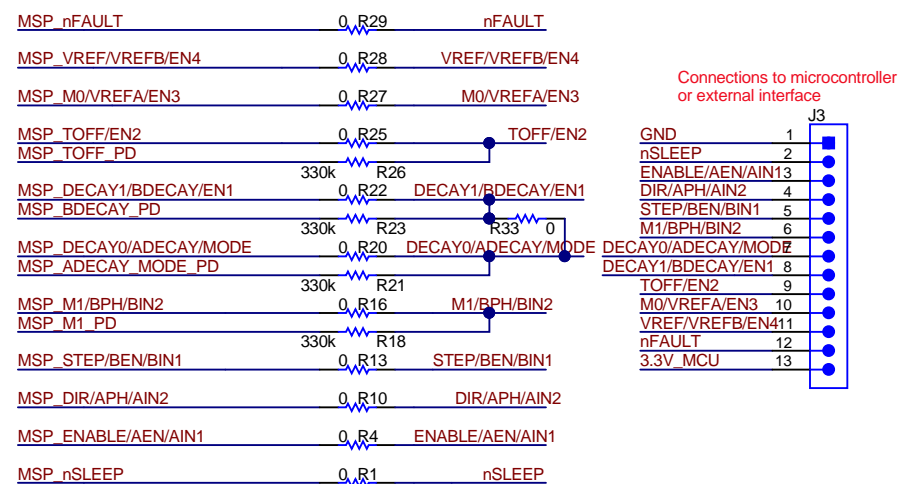 MSP_nFAULT 0 R29 nFAULT
MSP_VREF/VREFB/EN4 0 R28 VREF/VREFB/EN4
MSP_M0/VREFA/EN3 0 R27 M0/VREFA/EN3
MSP_TOFF/EN2 0 R25 TOFF/EN2
MSP_TOFF_PD
330k R26
MSP_DECAY1/BDECAY/EN1 0 R22 DECAY1/BDECAY/EN1
MSP_BDECAY_PD
330k R23 R33 0
MSP_DECAY0/ADECAY/MODE 0 R20 DECAY0/ADECAY/MODE
MSP_ADECAY_MODE_PD
330k R21
MSP_M1/BPH/BIN2 0 R16 M1/BPH/BIN2
MSP_M1_PD
330k R18
MSP_STEP/BEN/BIN1 0 R13 STEP/BEN/BIN1
MSP_DIR/APH/AIN2 0 R10 DIR/APH/AIN2
MSP_ENABLE/AEN/AIN1 0 R4 ENABLE/AEN/AIN1
MSP_nSLEEP 0 R1 nSLEEP
Connections to microcontroller
or external interface
J3
GND 1
nSLEEP 2
ENABLE/AEN/AIN1 3
DIR/APH/AIN2 4
STEP/BEN/BIN1 5
M1/BPH/BIN2 6
DECAY0/ADECAY/MODE 7
DECAY1/BDECAY/EN1 8
TOFF/EN2 9
M0/VREFA/EN3 10
VREF/VREFB/EN4 11
nFAULT 12
3.3V_MCU 13